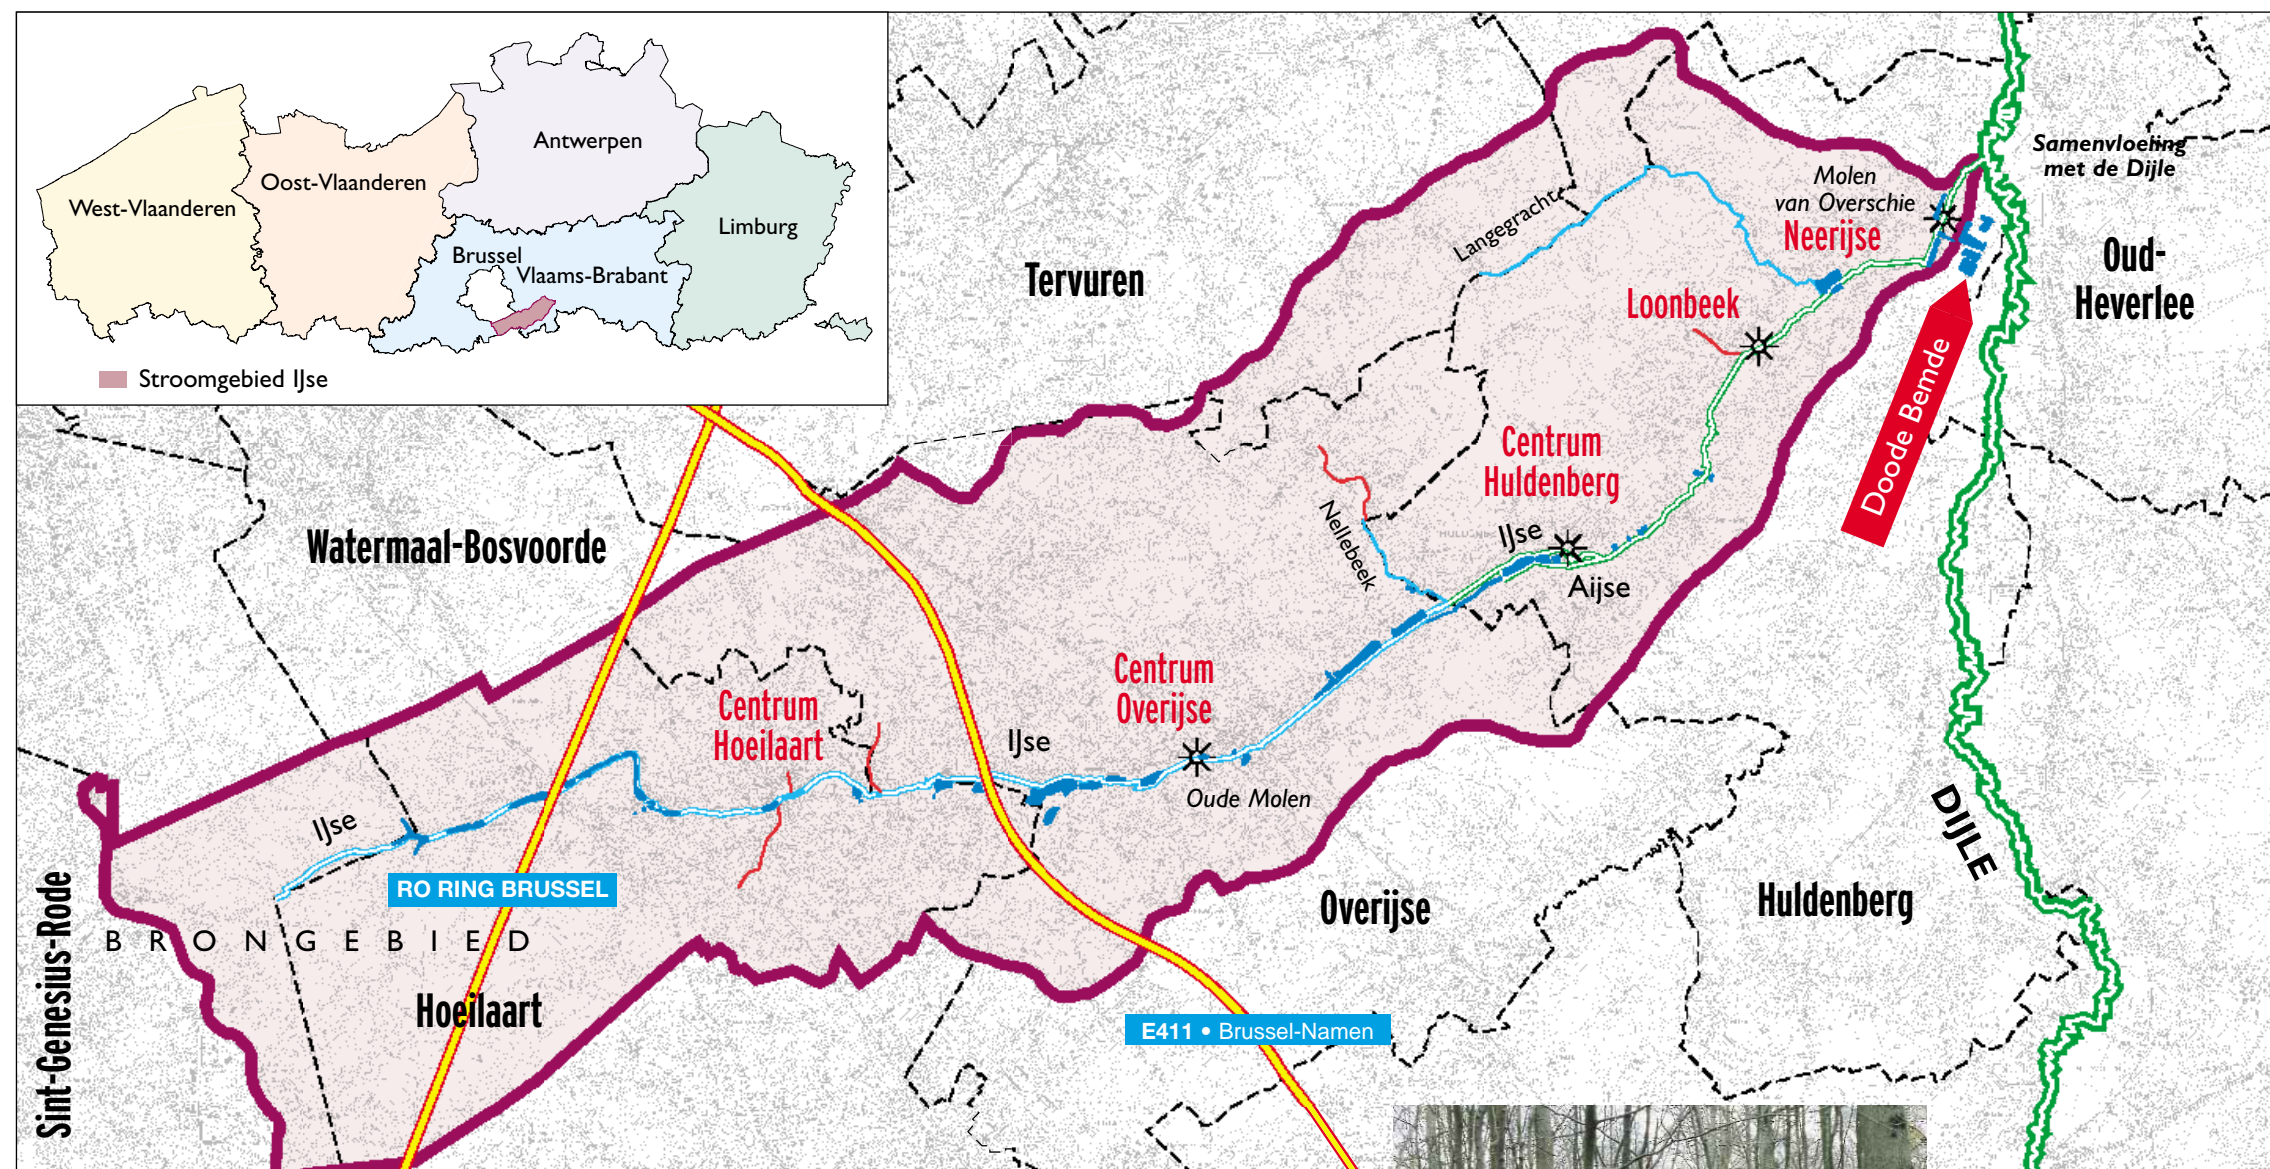 Antwerpen
Oost-Vlaanderen
West-Vlaanderen
Limburg
Brussel
Vlaams-Brabant
Stroomgebied IJse
Samenvloeiing
met de Dijle
Molen
van Overschie
Neerijse
Langegracht
Oud-
Heverlee
Tervuren
Loonbeek
Doode Bemde
Centrum
Huldenberg
IJse
Nellebeek
Aijse
Watermaal-Bosvoorde
Centrum
Overijse
Centrum
Hoeilaart
IJse
Oude Molen
IJse
DIJLE
RO RING BRUSSEL
Overijse
Huldenberg
Sint-Genesius-Rode
BRONGEBIED
Hoeilaart
E411 • Brussel-Namen